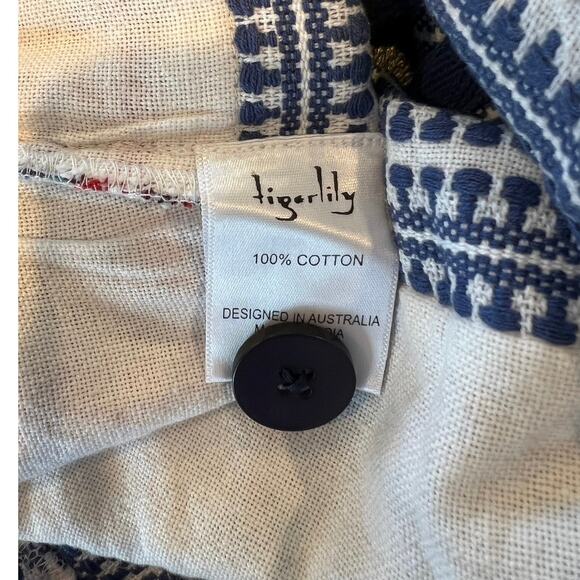 tigerlily
100% COTTON
DESIGNED IN AUSTRALIA